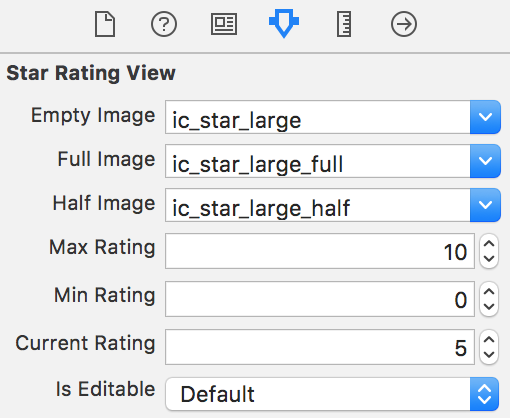 Star Rating View
Empty Image ic_star_large
Full Image ic_star_large_full
Half Image ic_star_large_half
Max Rating 10
Min Rating 0
Current Rating 5
Is Editable Default